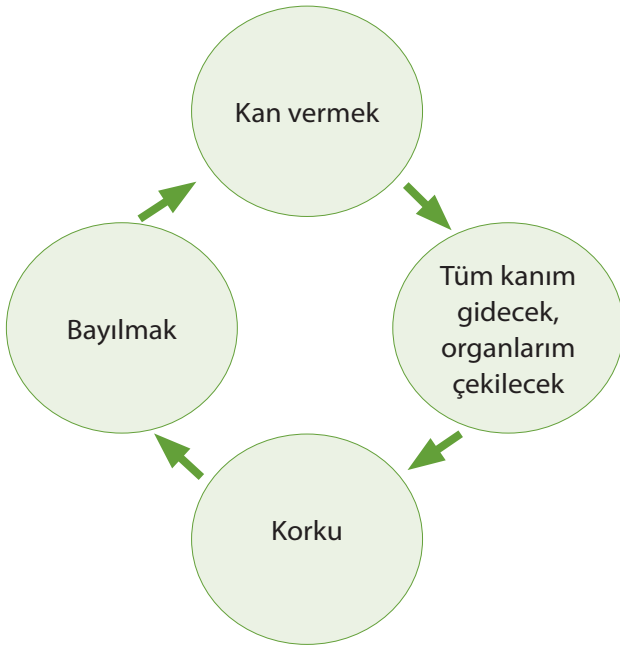 Kan vermek
Tüm kanım
gidecek,
organlarım
çekilecek
Korku
Bayılmak